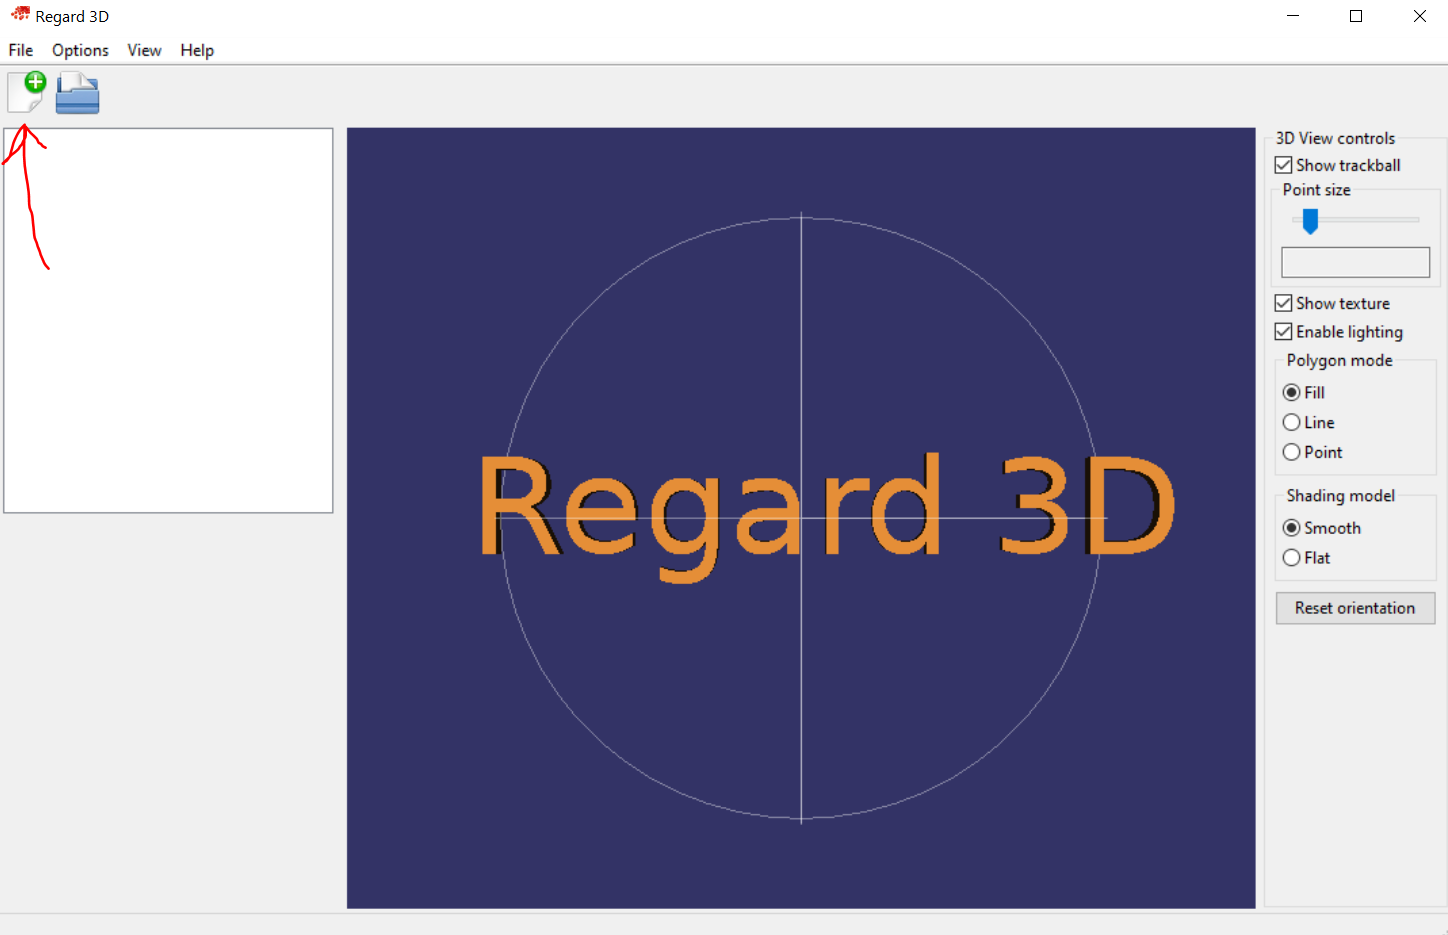 Regard 3D
File Options View Help
3D View controls
Show trackball
Point size
Show texture
Enable lighting
Polygon mode
Fill
Line
Point
Shading model
Smooth
Flat
Reset orientation
Regard 3D